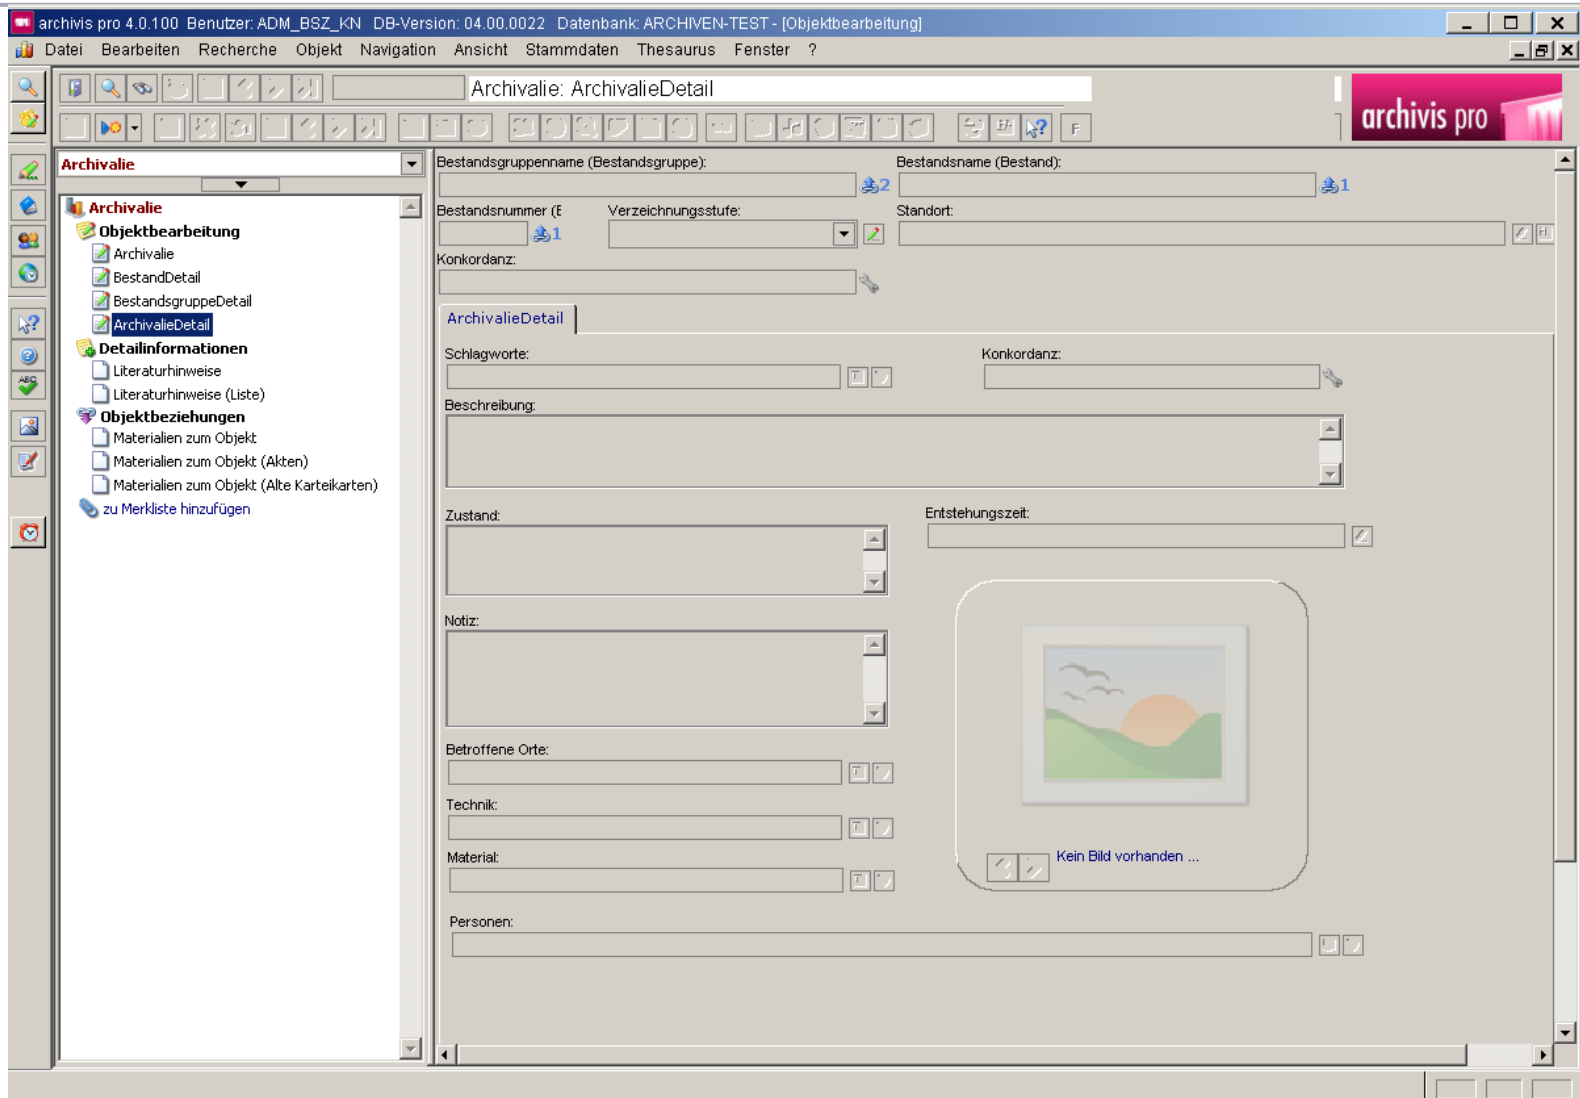 archivis pro 4.0.100 Benutzer: ADM_BSZ_KN DB-Version: 04.00.0022 Datenbank: ARCHIVEN-TEST - [Objektbearbeitung]
Datei Bearbeiten Recherche Objekt Navigation Ansicht Stammdaten Thesaurus Fenster ?
Archivalie: ArchivalieDetail
archivis pro
F
Archivalie
Archivalie
Objektbearbeitung
Archivalie
BestandDetail
BestandsgruppeDetail
ArchivalieDetail
Detailinformationen
Literaturhinweise
Literaturhinweise (Liste)
Objektbeziehungen
Materialien zum Objekt
Materialien zum Objekt (Akten)
Materialien zum Objekt (Alte Karteikarten)
zu Merkliste hinzufügen
ABC
Bestandsgruppenname (Bestandsgruppe): Bestandsname (Bestand):
2 1
Bestandsnummer (E Verzeichnungsstufe: Standort:
1
Konkordanz:
ArchivalieDetail
Schlagworte: Konkordanz:
Beschreibung:
Zustand: Entstehungszeit:
Notiz:
Betroffene Orte:
Technik:
Material:
Kein Bild vorhanden ...
Personen: